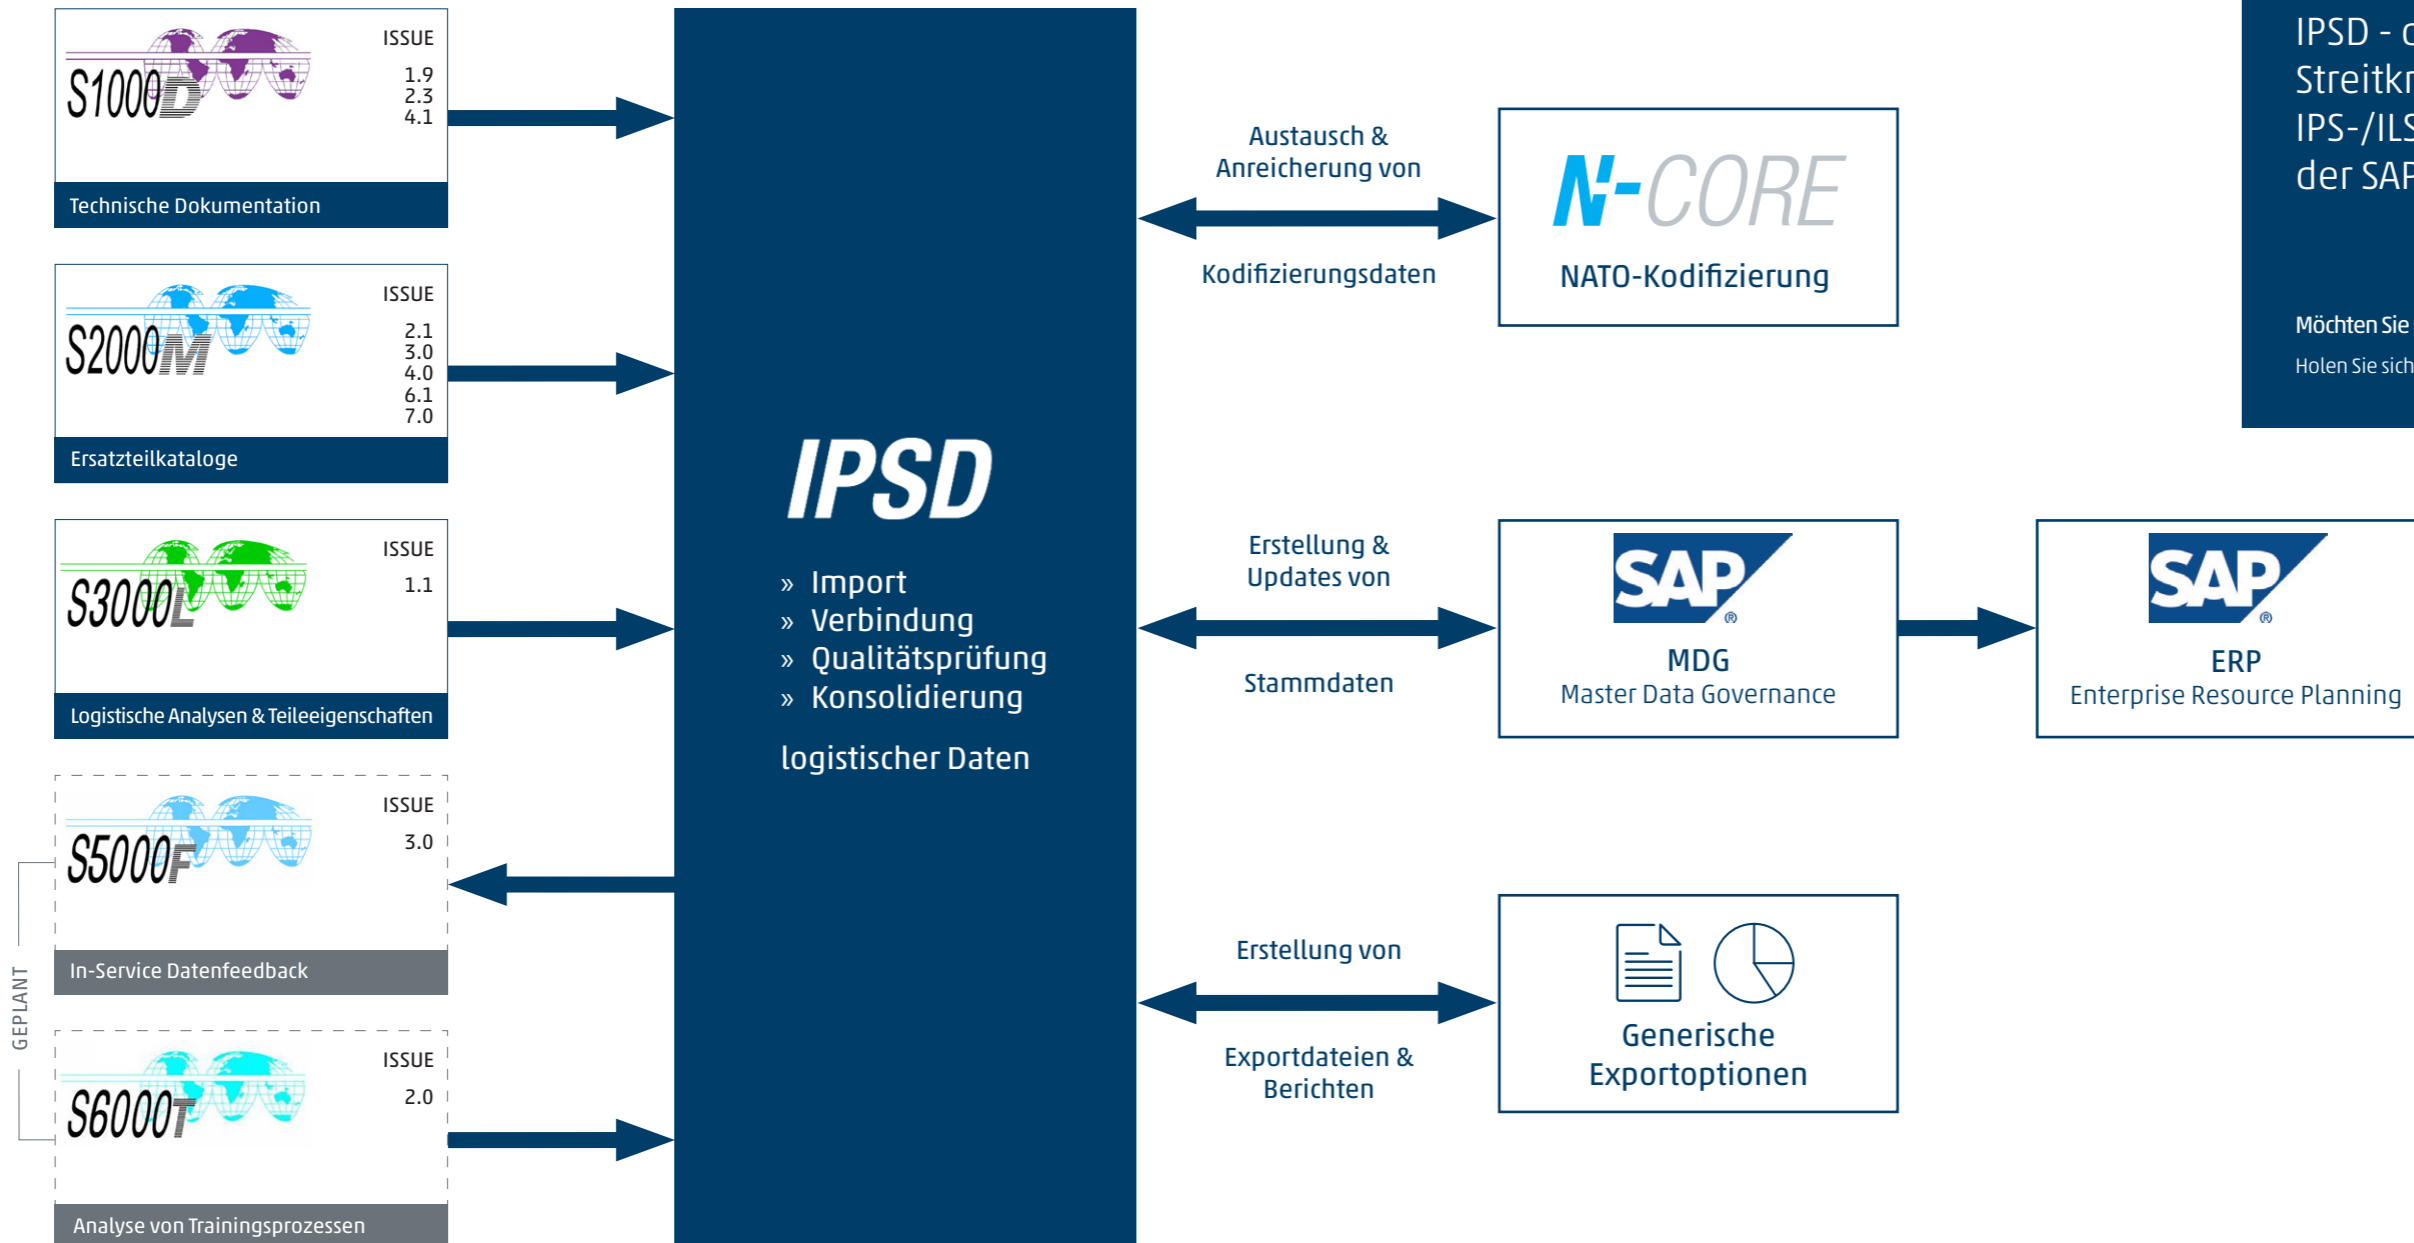 S1000D
ISSUE
1.9
2.3
4.1
Technische Dokumentation
S2000M
ISSUE
2.1
3.0
4.0
6.1
7.0
Ersatzteilkataloge
S3000L
ISSUE
1.1
Logistische Analysen & Teileeigenschaften
GEPLANT
S5000F
ISSUE
3.0
In-Service Datenfeedback
S6000T
ISSUE
2.0
Analyse von Trainingsprozessen
IPSD
» Import
» Verbindung
» Qualitätsprüfung
» Konsolidierung
logistischer Daten
Austausch &
Anreicherung von
Kodifizierungsdaten
N-CORE
NATO-Kodifizierung
Erstellung &
Updates von
Stammdaten
SAP®
MDG
Master Data Governance
SAP®
ERP
Enterprise Resource Planning
Erstellung von
Exportdateien &
Berichten
Generische
Exportoptionen
IPSD -
der SAP
Möchten Sie
Holen Sie sich